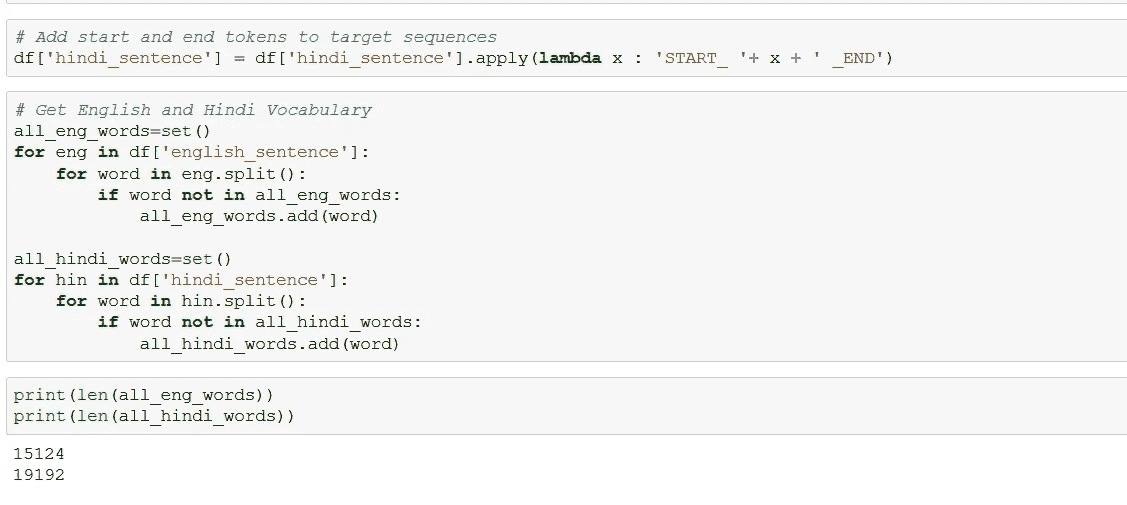 # Add start and end tokens to target sequences
df['hindi_sentence'] = df['hindi_sentence'].apply(lambda x : 'START_ '+ x + ' _END')
# Get English and Hindi Vocabulary
all_eng_words=set()
for eng in df['english_sentence']:
    for word in eng.split():
        if word not in all_eng_words:
            all_eng_words.add(word)
all_hindi_words=set()
for hin in df['hindi_sentence']:
    for word in hin.split():
        if word not in all_hindi_words:
            all_hindi_words.add(word)
print(len(all_eng_words))
print(len(all_hindi_words))
15124
19192